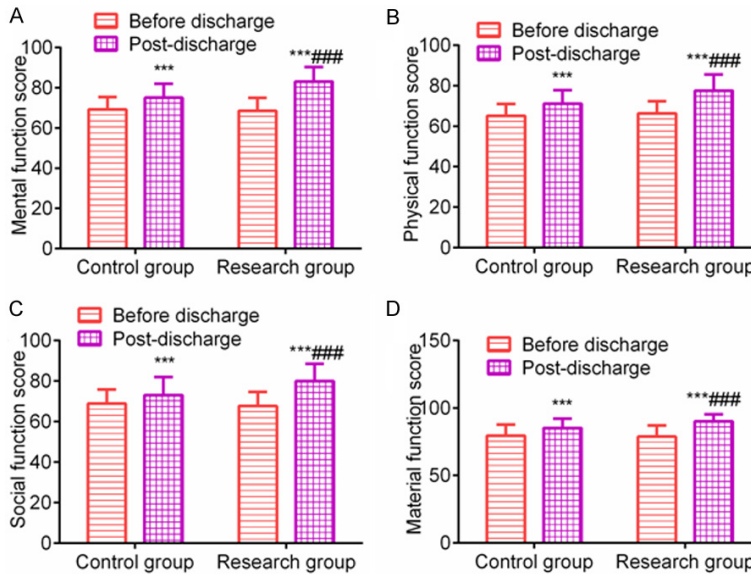 A
Before discharge
Post-discharge
Mental function score
100
80
60
40
20
0
***
***###
Control group
Research group
B
Before discharge
Post-discharge
Physical function score
100
80
60
40
20
0
***
***###
Control group
Research group
C
Before discharge
Post-discharge
Social function score
100
80
60
40
20
0
***
***###
Control group
Research group
D
Before discharge
Post-discharge
Material function score
150
100
50
0
***
***###
Control group
Research group